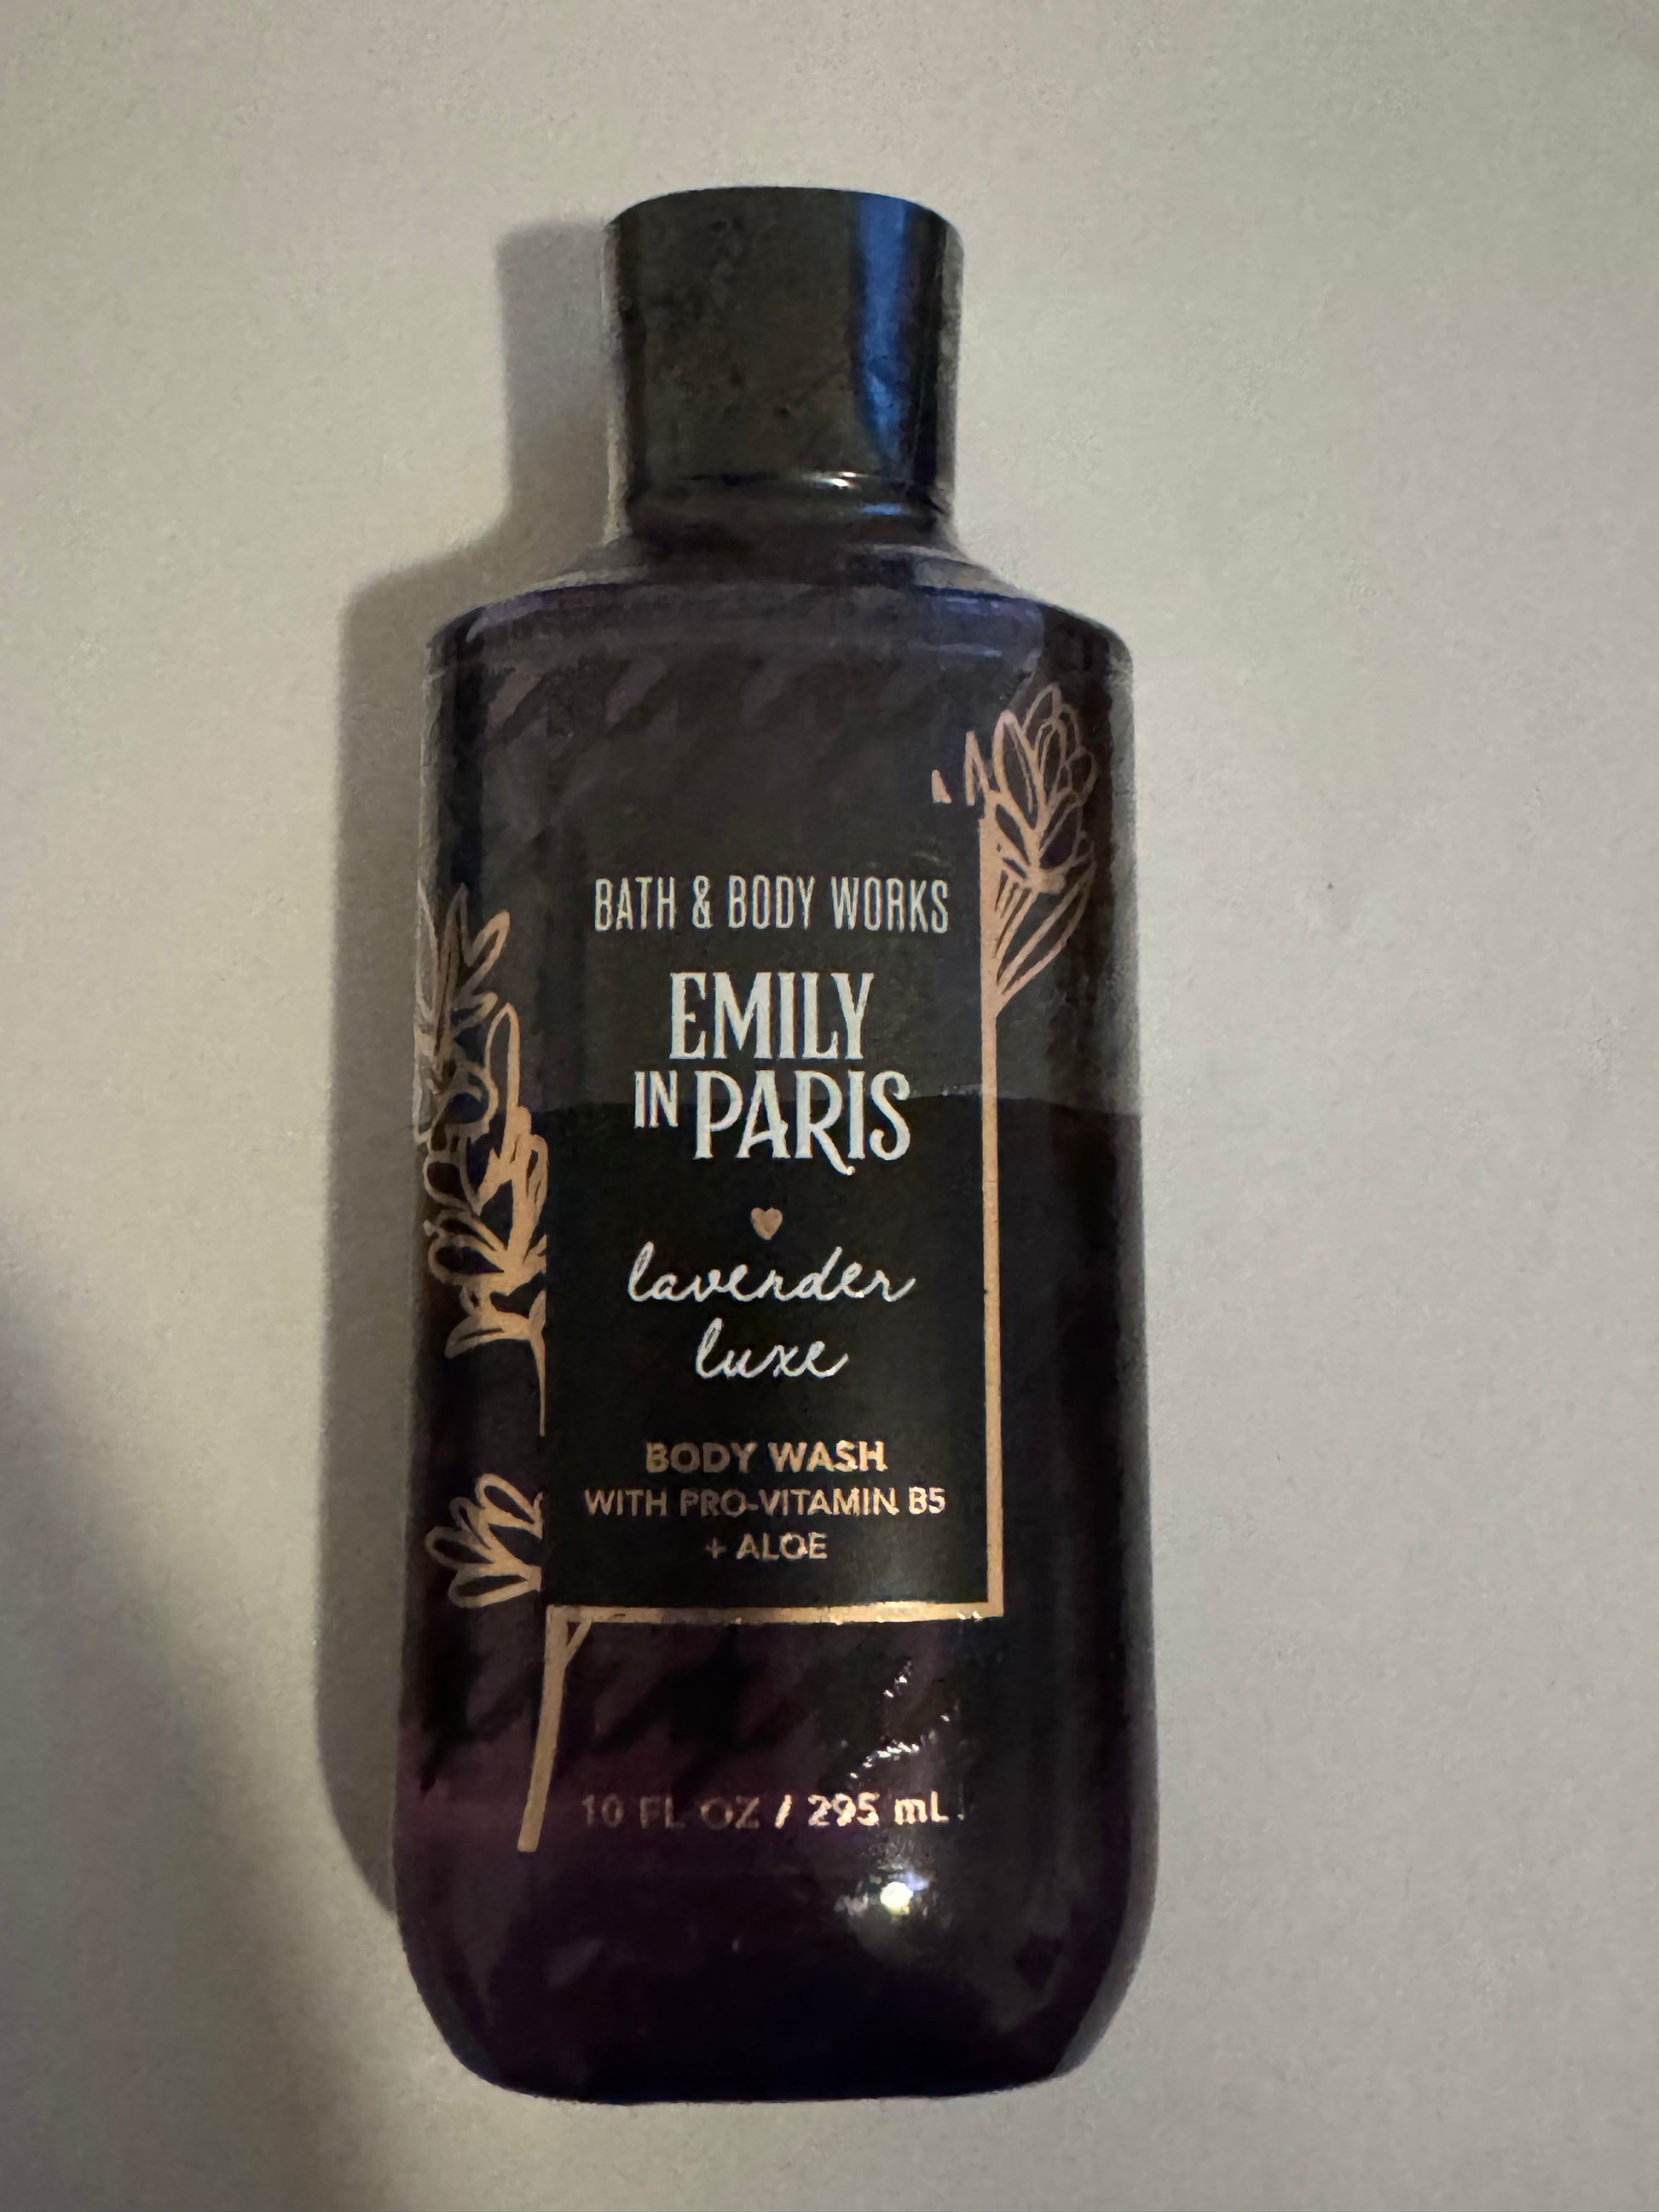 BATH & BODY WORKS
EMILY
IN PARIS
lavender
luxe
BODY WASH
WITH PRO-VITAMIN B5
+ ALOE
10 FL OZ / 295 mL